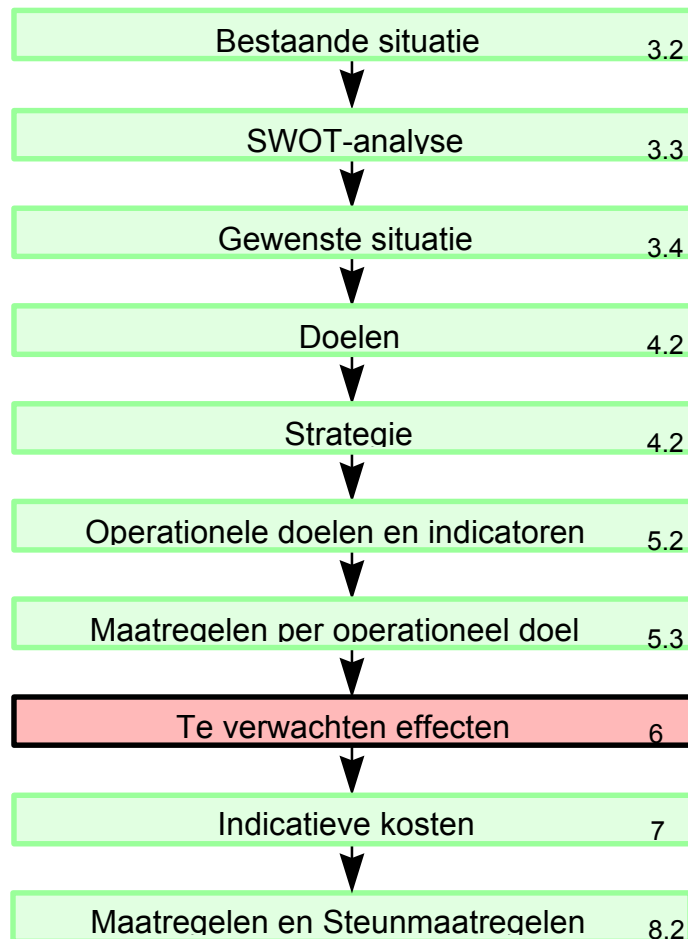 Bestaande situatie 3.2
SWOT-analyse 3.3
Gewenste situatie 3.4
Doelen 4.2
Strategie 4.2
Operationele doelen en indicatoren 5.2
Maatregelen per operationeel doel 5.3
Te verwachten effecten 6
Indicatieve kosten 7
Maatregelen en Steunmaatregelen 8.2